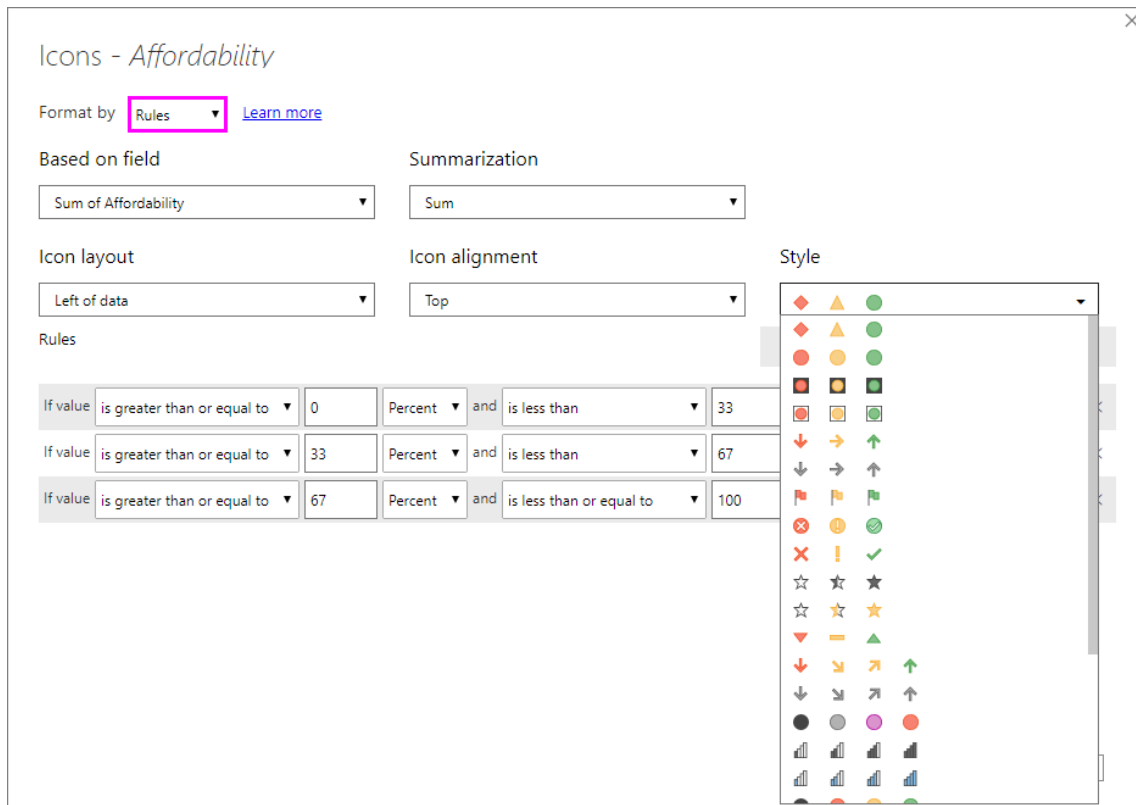 Icons - Affordability
Format by Rules Learn more
Based on field Summarization
Sum of Affordability Sum
Icon layout Icon alignment Style
Left of data Top
Rules
If value is greater than or equal to 0 Percent and is less than 33
If value is greater than or equal to 33 Percent and is less than 67
If value is greater than or equal to 67 Percent and is less than or equal to 100